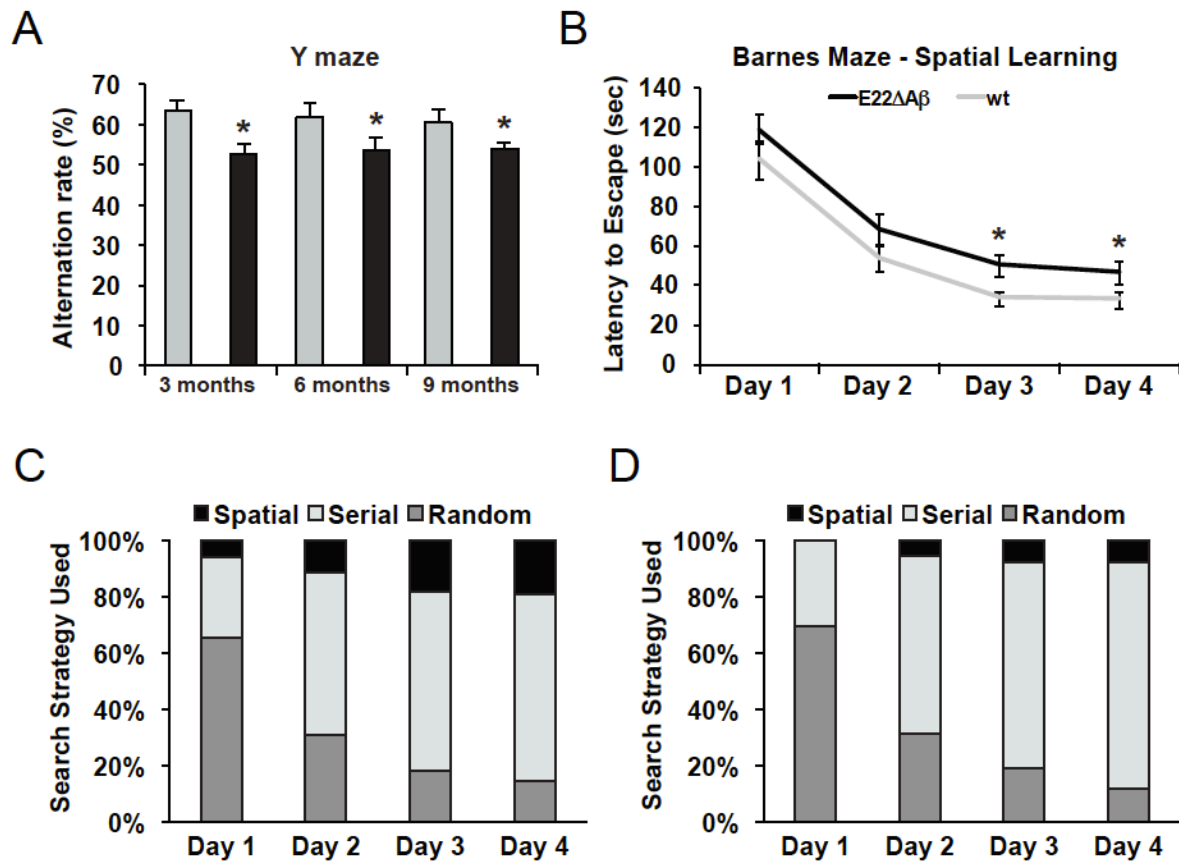 A
Y maze
Alternation rate (%)
70
60
50
40
30
20
10
0
* * *
3 months 6 months 9 months
B
Barnes Maze - Spatial Learning
E22ΔAβ wt
Latency to Escape (sec)
140
120
100
80
60
40
20
0
* *
Day 1 Day 2 Day 3 Day 4
C
Spatial Serial Random
Search Strategy Used
100%
80%
60%
40%
20%
0%
Day 1 Day 2 Day 3 Day 4
D
Spatial Serial Random
Search Strategy Used
100%
80%
60%
40%
20%
0%
Day 1 Day 2 Day 3 Day 4